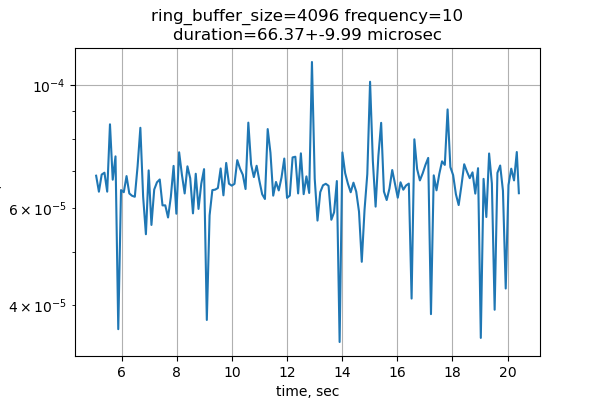 ring_buffer_size=4096 frequency=10
duration=66.37+-9.99 microsec
10⁻⁴
6 × 10⁻⁵
4 × 10⁻⁵
6 8 10 12 14 16 18 20
time, sec